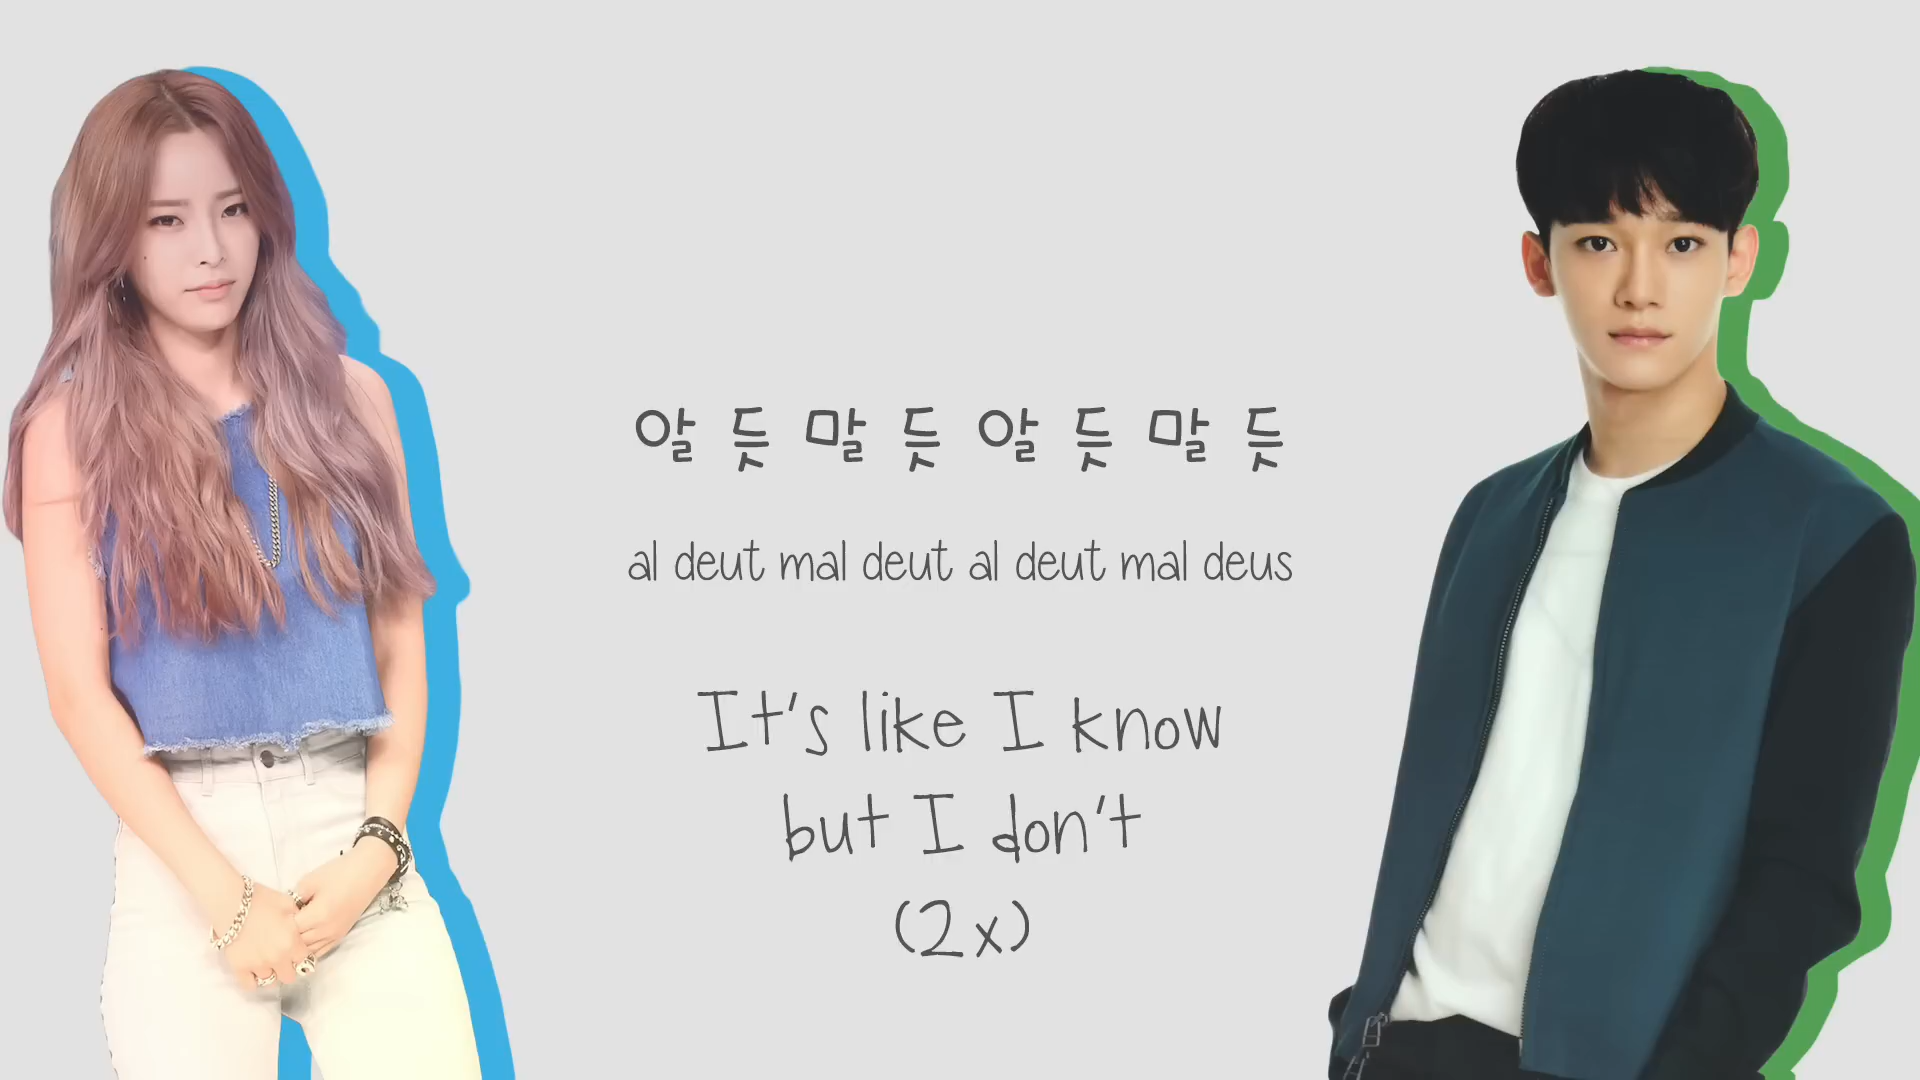 알 듯 말 듯 알 듯 말 듯
al deut mal deut al deut mal deus
It's like I know
but I don't
(2x)